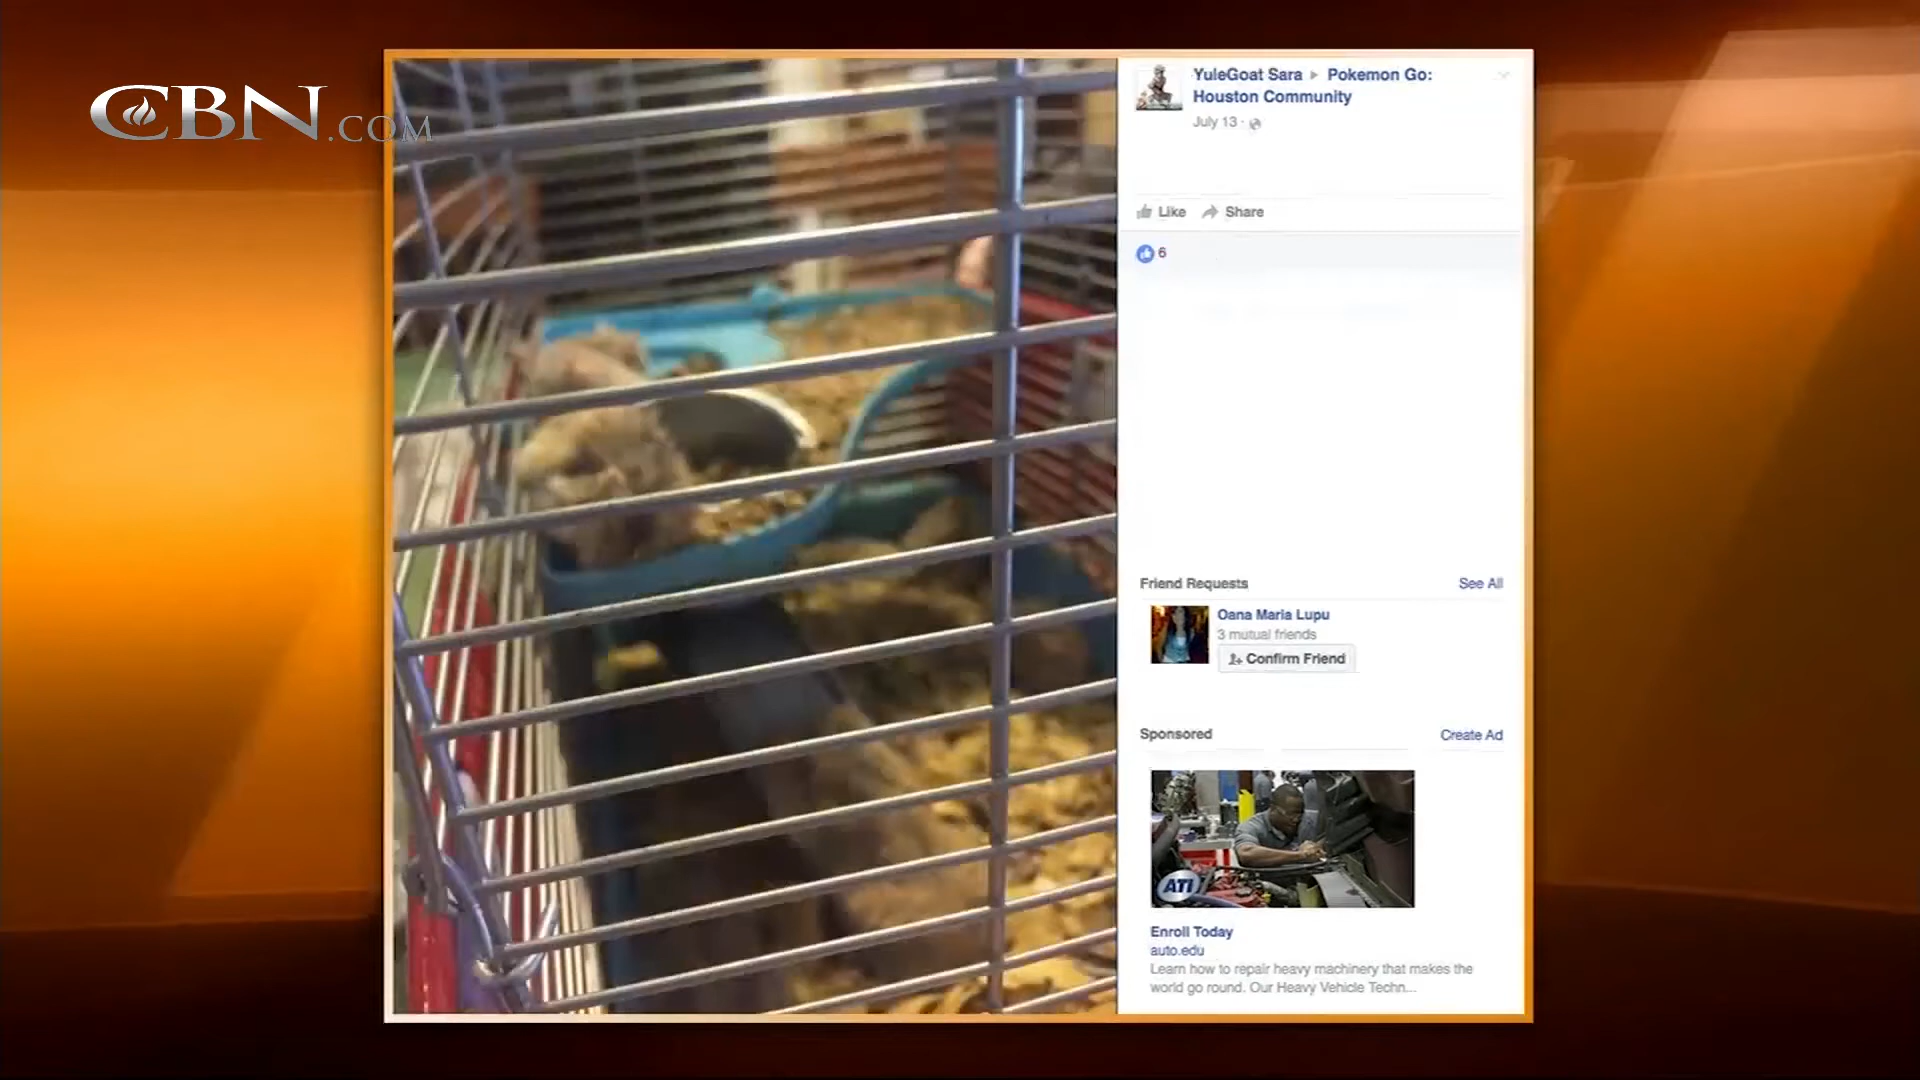 CBN.COM
YuleGoat Sara ▸ Pokemon Go:
Houston Community
July 13 ·
Like Share
6
Friend Requests See All
Oana Maria Lupu
3 mutual friends
Confirm Friend
Sponsored Create Ad
ATI
Enroll Today
auto.edu
Learn how to repair heavy machinery that makes the
world go round. Our Heavy Vehicle Techn...